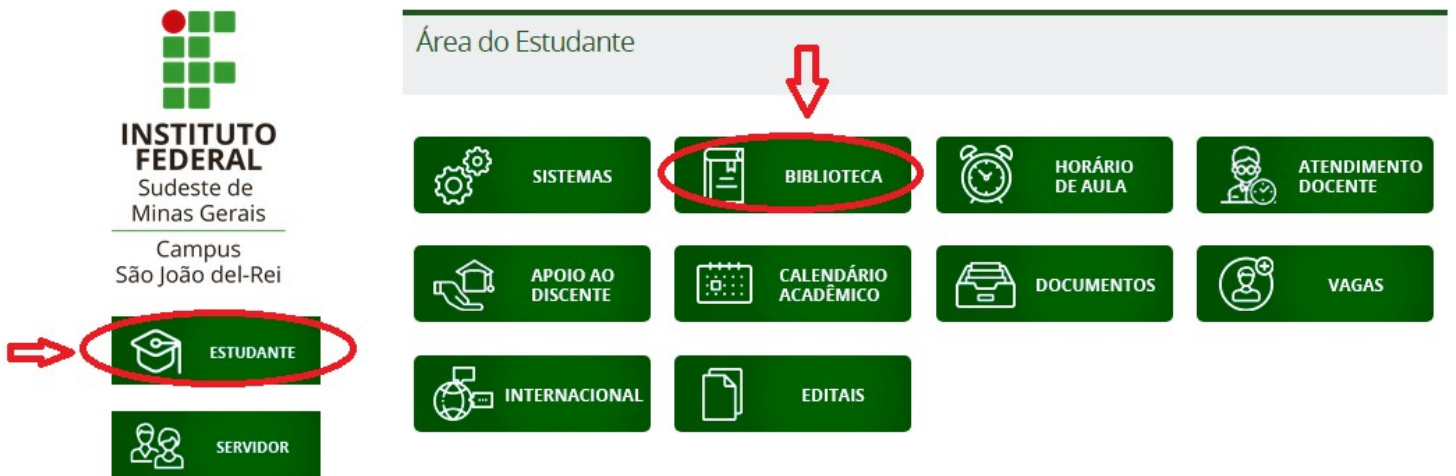 INSTITUTO
FEDERAL
Sudeste de
Minas Gerais
Campus
São João del-Rei
ESTUDANTE
SERVIDOR
Área do Estudante
SISTEMAS
BIBLIOTECA
HORÁRIO
DE AULA
ATENDIMENTO
DOCENTE
APOIO AO
DISCENTE
CALENDÁRIO
ACADÊMICO
DOCUMENTOS
VAGAS
INTERNACIONAL
EDITAIS